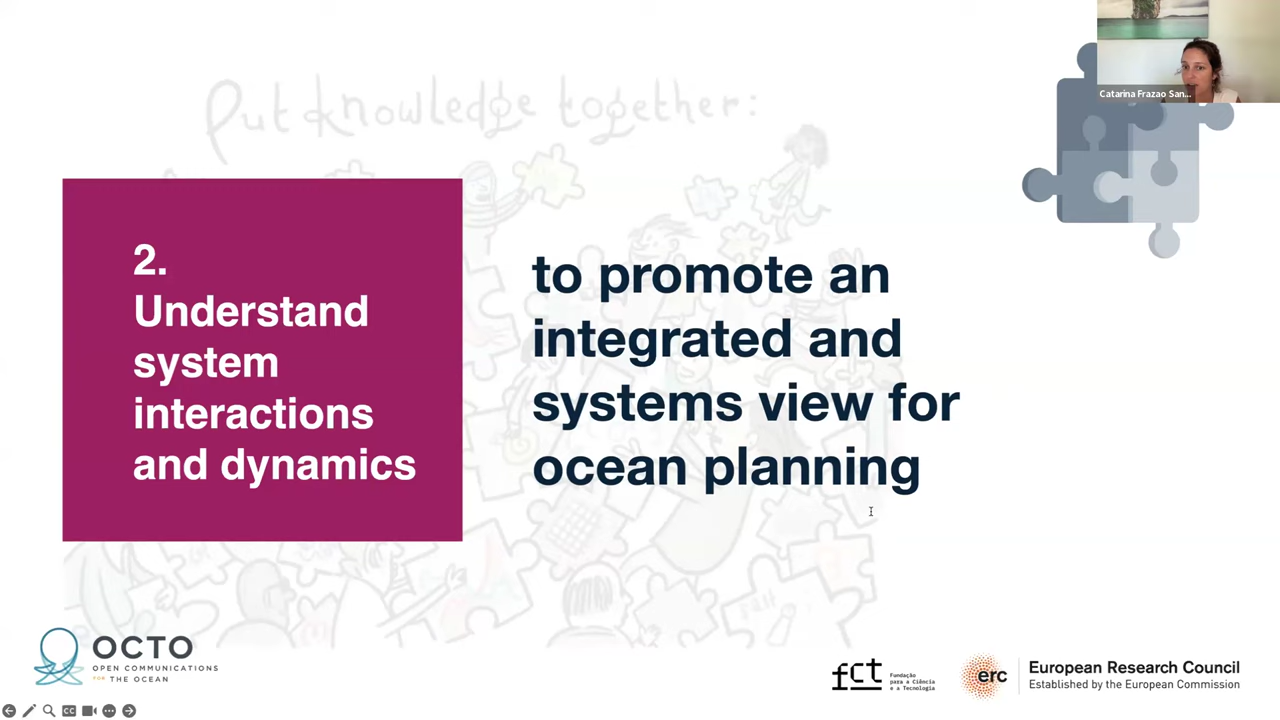 Put knowledge together:
Catarina Frazao San...
2.
Understand
system
interactions
and dynamics
to promote an
integrated and
systems view for
ocean planning
OCTO
OPEN COMMUNICATIONS
FOR THE OCEAN
fct
Fundação
para a Ciência
e a Tecnologia
erc
European Research Council
Established by the European Commission
CC